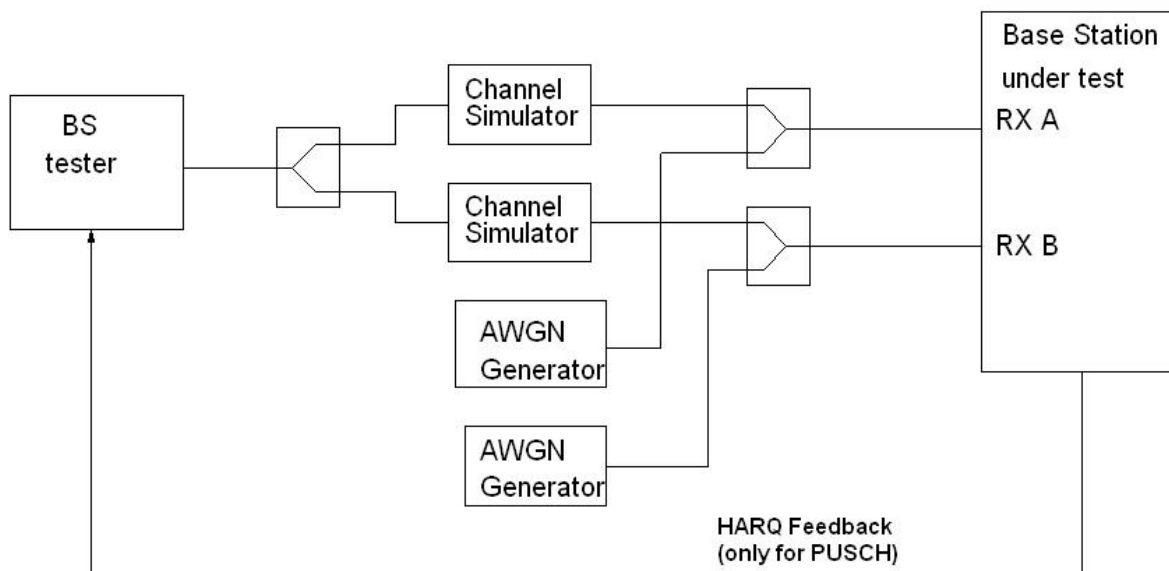 BS
tester
Channel
Simulator
Channel
Simulator
AWGN
Generator
AWGN
Generator
Base Station
under test
RX A
RX B
HARQ Feedback
(only for PUSCH)